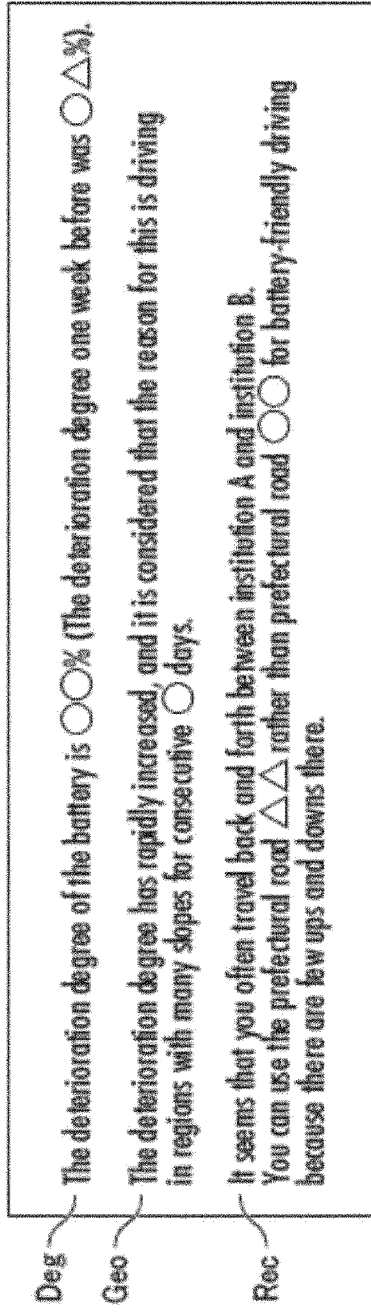 Deg The deterioration degree of the battery is ○○% (The deterioration degree one week before was ○△%).
Geo The deterioration degree has rapidly increased, and it is considered that the reason for this is driving
in regions with many slopes for consecutive ○ days.
Rec It seems that you often travel back and forth between institution A and institution B.
You can use the prefectural road △△ rather than prefectural road ○○ for battery-friendly driving
because there are few ups and downs there.